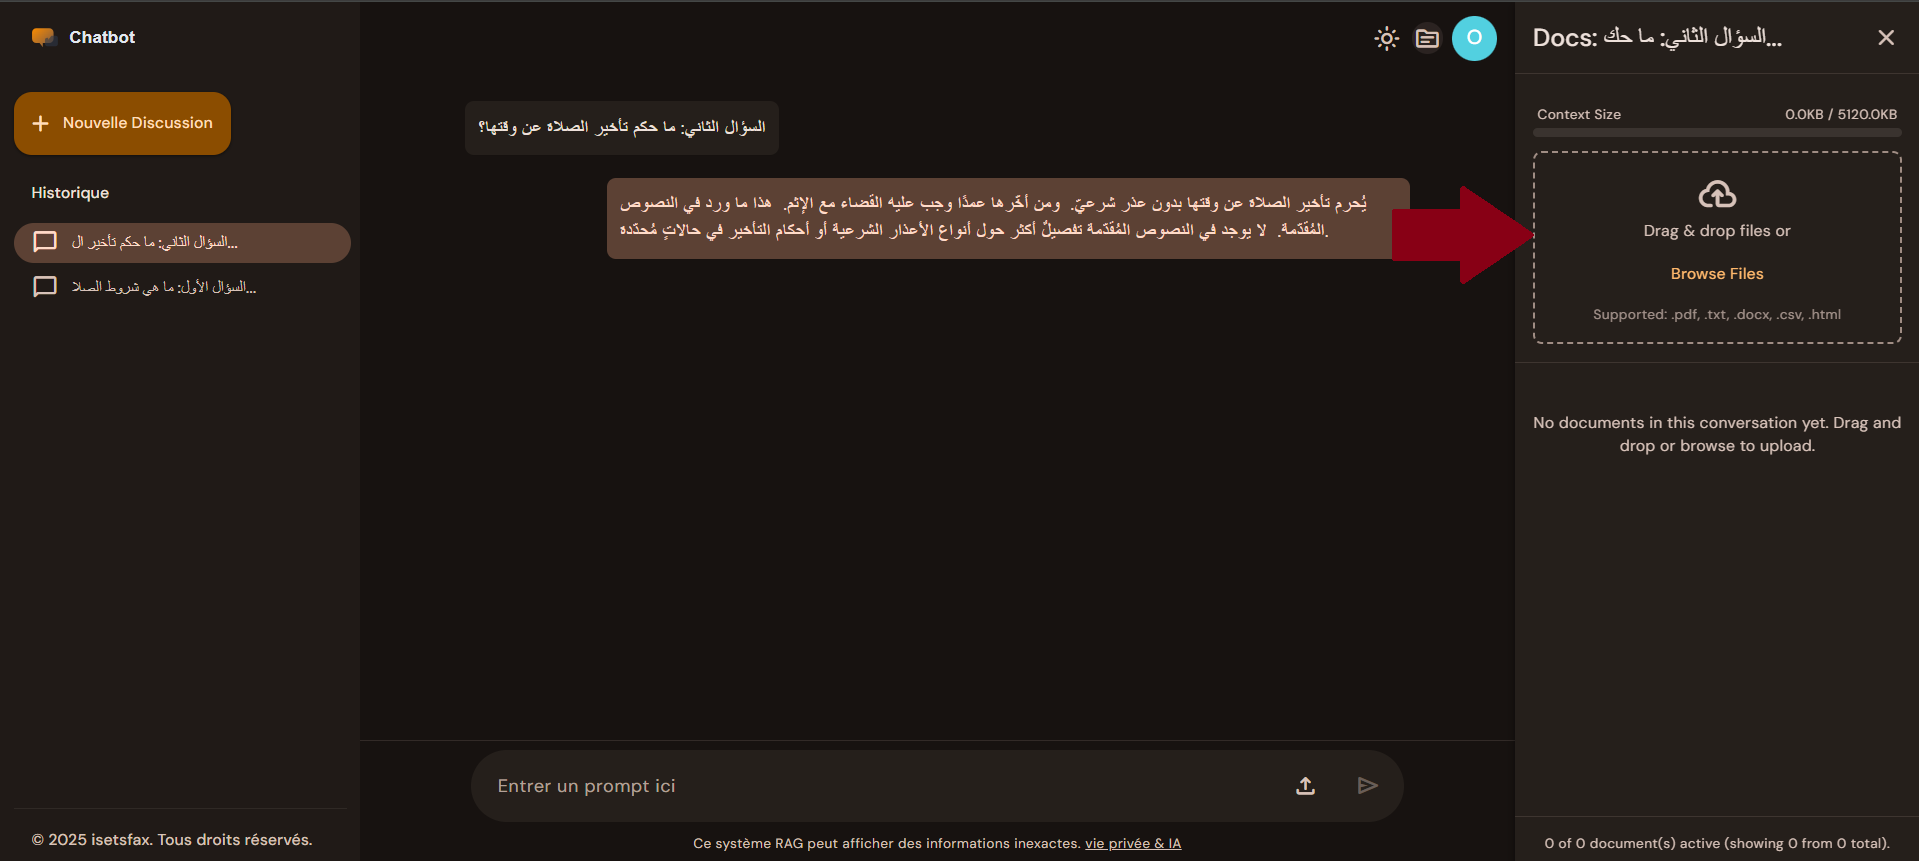 Chatbot
Nouvelle Discussion
Historique
السؤال الثاني: ما حكم تأخير ال...
السؤال الأول: ما هي شروط الصلا...
© 2025 isetsfax. Tous droits réservés.
O
السؤال الثاني: ما حكم تأخير الصلاة عن وقتها؟
يُحرم تأخير الصلاة عن وقتها بدون عذر شرعيّ. ومن أخّرها عمدًا وجب عليه القضاء مع الإثم. هذا ما ورد في النصوص
المُقدّمة. لا يوجد في النصوص المُقدّمة تفصيلٌ أكثر حول أنواع الأعذار الشرعية أو أحكام التأخير في حالاتٍ مُحدّدة.
Entrer un prompt ici
Ce système RAG peut afficher des informations inexactes. vie privée & IA
Docs: السؤال الثاني: ما حك...
Context Size
0.0KB / 5120.0KB
Drag & drop files or
Browse Files
Supported: .pdf, .txt, .docx, .csv, .html
No documents in this conversation yet. Drag and
drop or browse to upload.
0 of 0 document(s) active (showing 0 from 0 total).